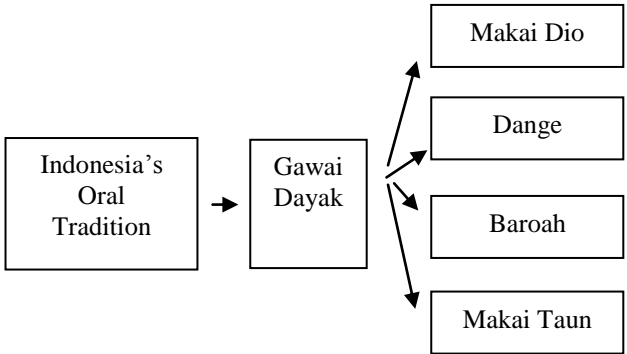 Indonesia's
Oral
Tradition
Gawai
Dayak
Makai Dio
Dange
Baroah
Makai Taun